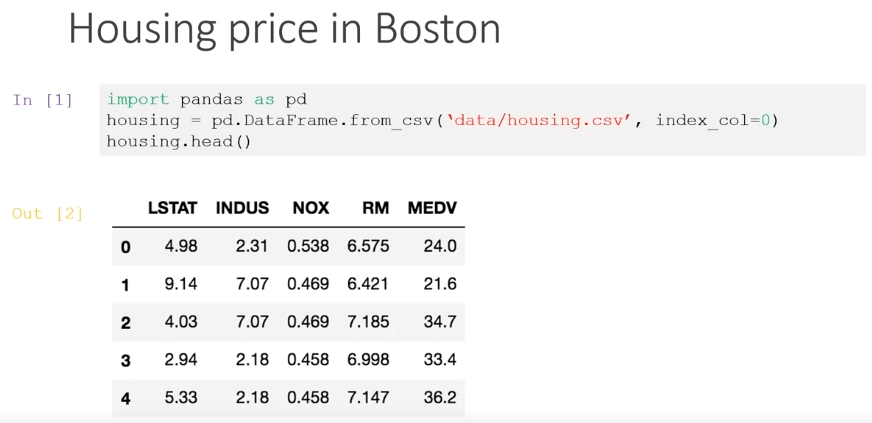 Housing price in Boston
In [1]
import pandas as pd
housing = pd.DataFrame.from_csv(‘data/housing.csv’, index_col=0)
housing.head()
Out [2]
LSTAT INDUS NOX RM MEDV
0 4.98 2.31 0.538 6.575 24.0
1 9.14 7.07 0.469 6.421 21.6
2 4.03 7.07 0.469 7.185 34.7
3 2.94 2.18 0.458 6.998 33.4
4 5.33 2.18 0.458 7.147 36.2